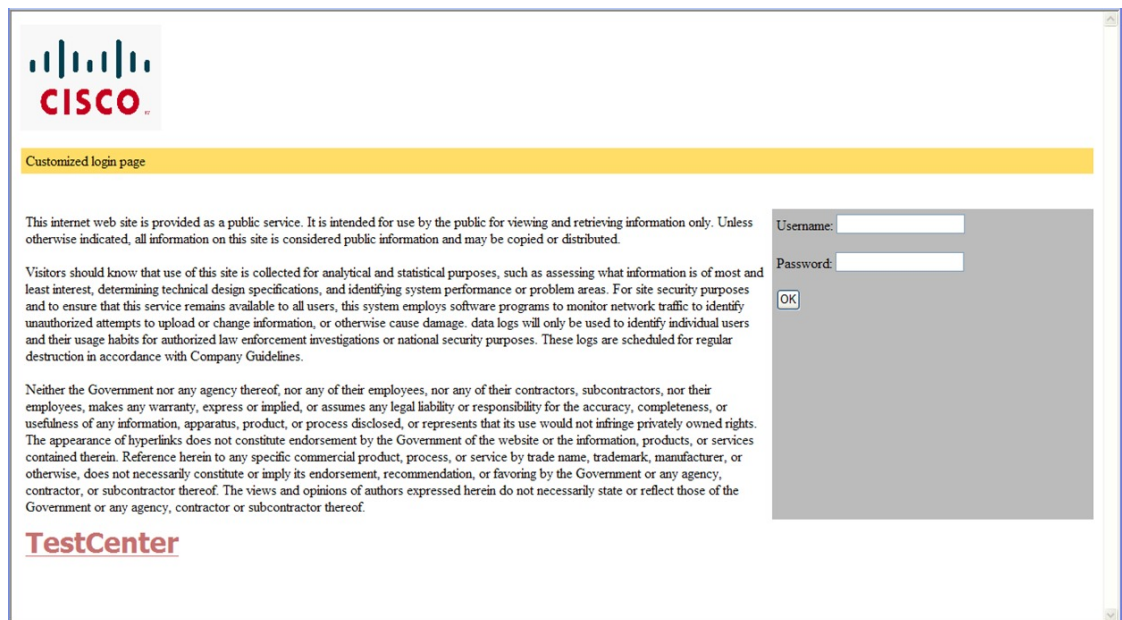 CISCO
Customized login page
This internet web site is provided as a public service. It is intended for use by the public for viewing and retrieving information only. Unless
otherwise indicated, all information on this site is considered public information and may be copied or distributed.
Visitors should know that use of this site is collected for analytical and statistical purposes, such as assessing what information is of most and
least interest, determining technical design specifications, and identifying system performance or problem areas. For site security purposes
and to ensure that this service remains available to all users, this system employs software programs to monitor network traffic to identify
unauthorized attempts to upload or change information, or otherwise cause damage. data logs will only be used to identify individual users
and their usage habits for authorized law enforcement investigations or national security purposes. These logs are scheduled for regular
destruction in accordance with Company Guidelines.
Neither the Government nor any agency thereof, nor any of their employees, nor any of their contractors, subcontractors, nor their
employees, makes any warranty, express or implied, or assumes any legal liability or responsibility for the accuracy, completeness, or
usefulness of any information, apparatus, product, or process disclosed, or represents that its use would not infringe privately owned rights.
The appearance of hyperlinks does not constitute endorsement by the Government of the website or the information, products, or services
contained therein. Reference herein to any specific commercial product, process, or service by trade name, trademark, manufacturer, or
otherwise, does not necessarily constitute or imply its endorsement, recommendation, or favoring by the Government or any agency,
contractor, or subcontractor thereof. The views and opinions of authors expressed herein do not necessarily state or reflect those of the
Government or any agency, contractor or subcontractor thereof.
TestCenter
Username:
Password:
OK